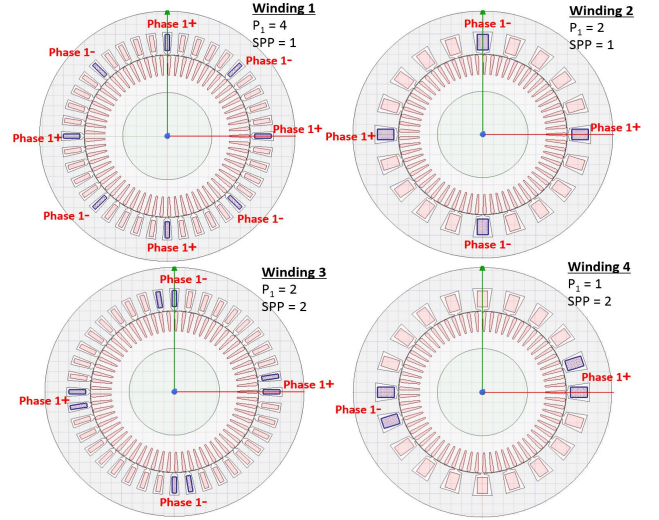 Winding 1
P₁ = 4
SPP = 1
Phase 1+
Phase 1-
Phase 1-
Phase 1+
Phase 1+
Phase 1-
Phase 1-
Phase 1+
Winding 2
P₁ = 2
SPP = 1
Phase 1-
Phase 1+
Phase 1+
Phase 1-
Winding 3
P₁ = 2
SPP = 2
Phase 1-
Phase 1+
Phase 1+
Phase 1-
Winding 4
P₁ = 1
SPP = 2
Phase 1+
Phase 1-